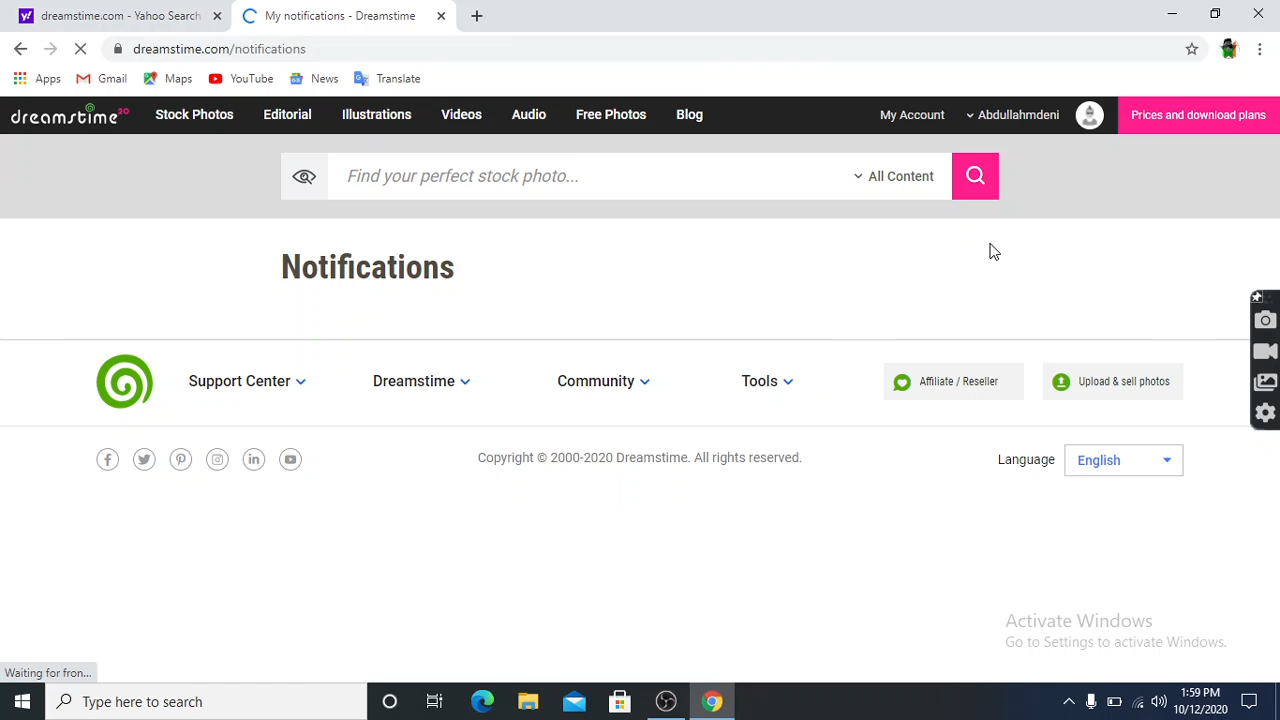 dreamstime.com - Yahoo Search
My notifications - Dreamstime
dreamstime.com/notifications
Apps Gmail Maps YouTube News Translate
dreamstime 20 Stock Photos Editorial Illustrations Videos Audio Free Photos Blog My Account Abdullahmdeni Prices and download plans
Find your perfect stock photo... All Content
Notifications
Support Center Dreamstime Community Tools Affiliate / Reseller Upload & sell photos
Copyright © 2000-2020 Dreamstime. All rights reserved. Language English
Activate Windows
Go to Settings to activate Windows.
Waiting for fron...
Type here to search
1:59 PM
10/12/2020